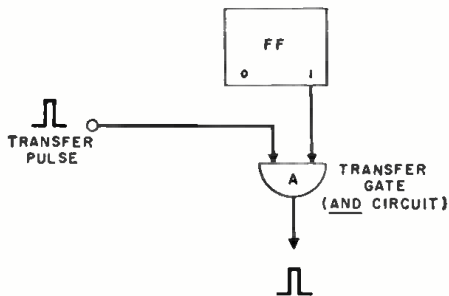 FF
0 1
TRANSFER
PULSE
A
TRANSFER
GATE
(AND CIRCUIT)